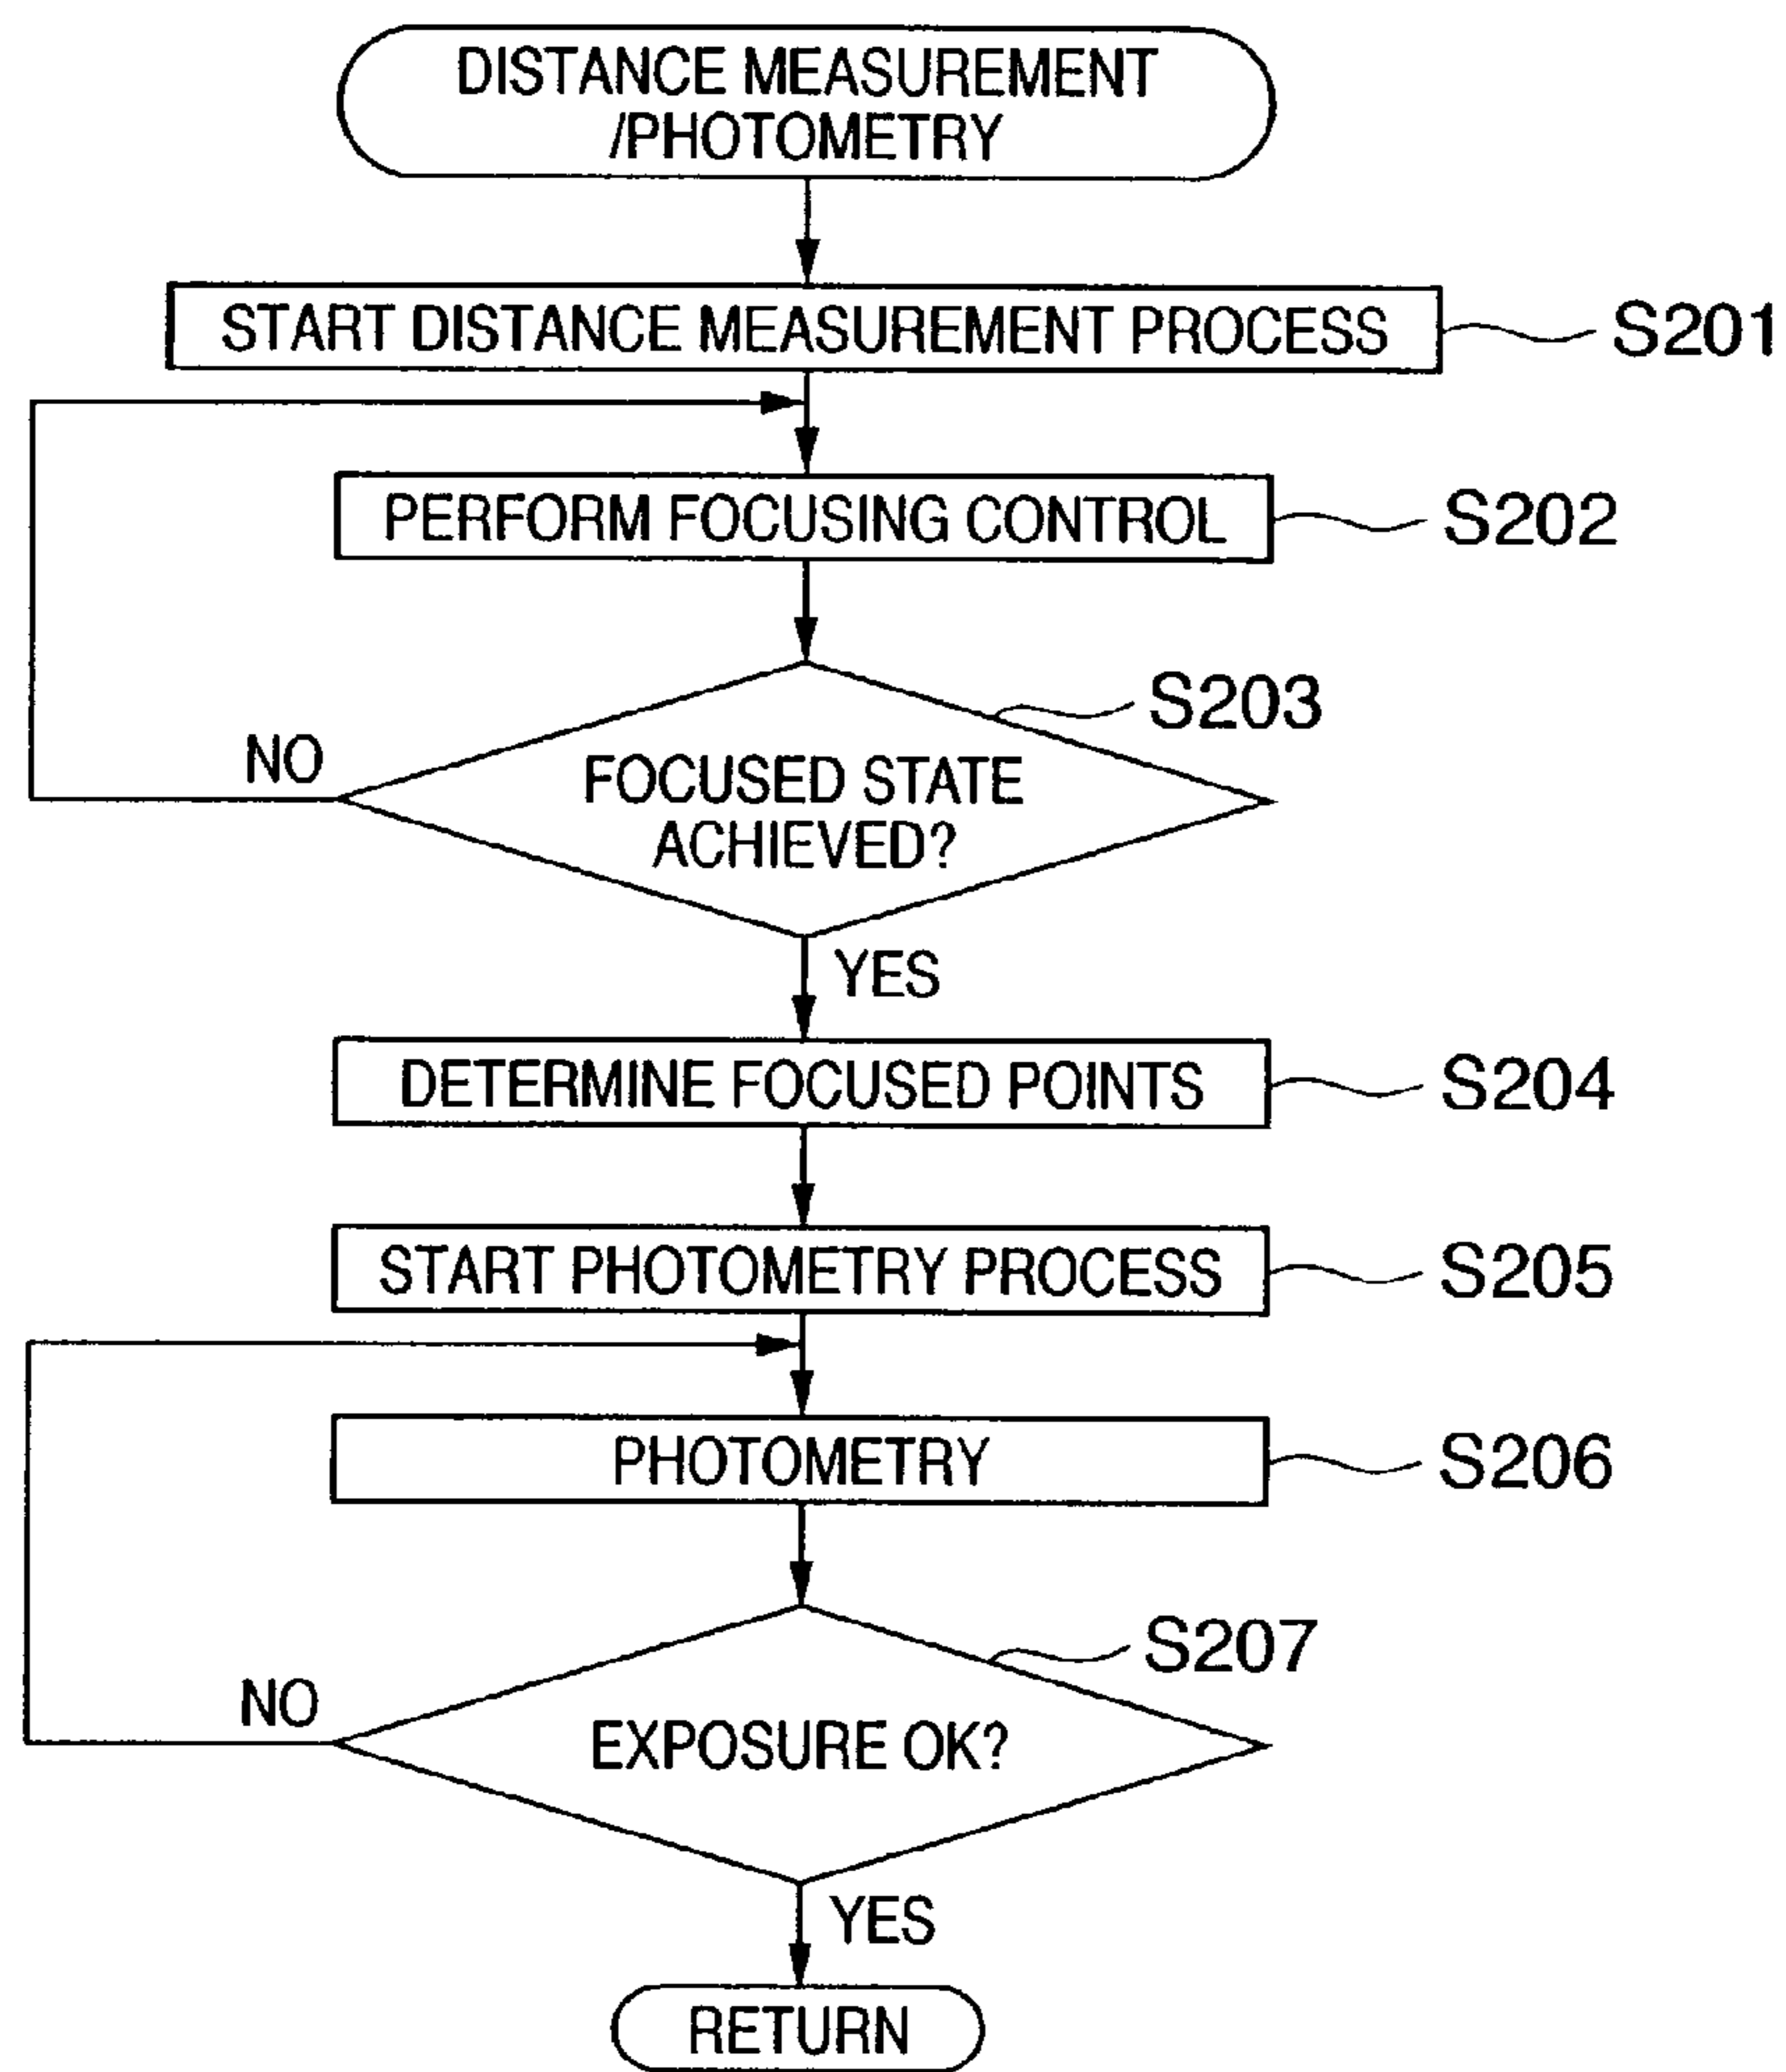 DISTANCE MEASUREMENT
/PHOTOMETRY
START DISTANCE MEASUREMENT PROCESS
S201
PERFORM FOCUSING CONTROL
S202
S203
NO
FOCUSED STATE
ACHIEVED?
YES
DETERMINE FOCUSED POINTS
S204
START PHOTOMETRY PROCESS
S205
PHOTOMETRY
S206
S207
NO
EXPOSURE OK?
YES
RETURN